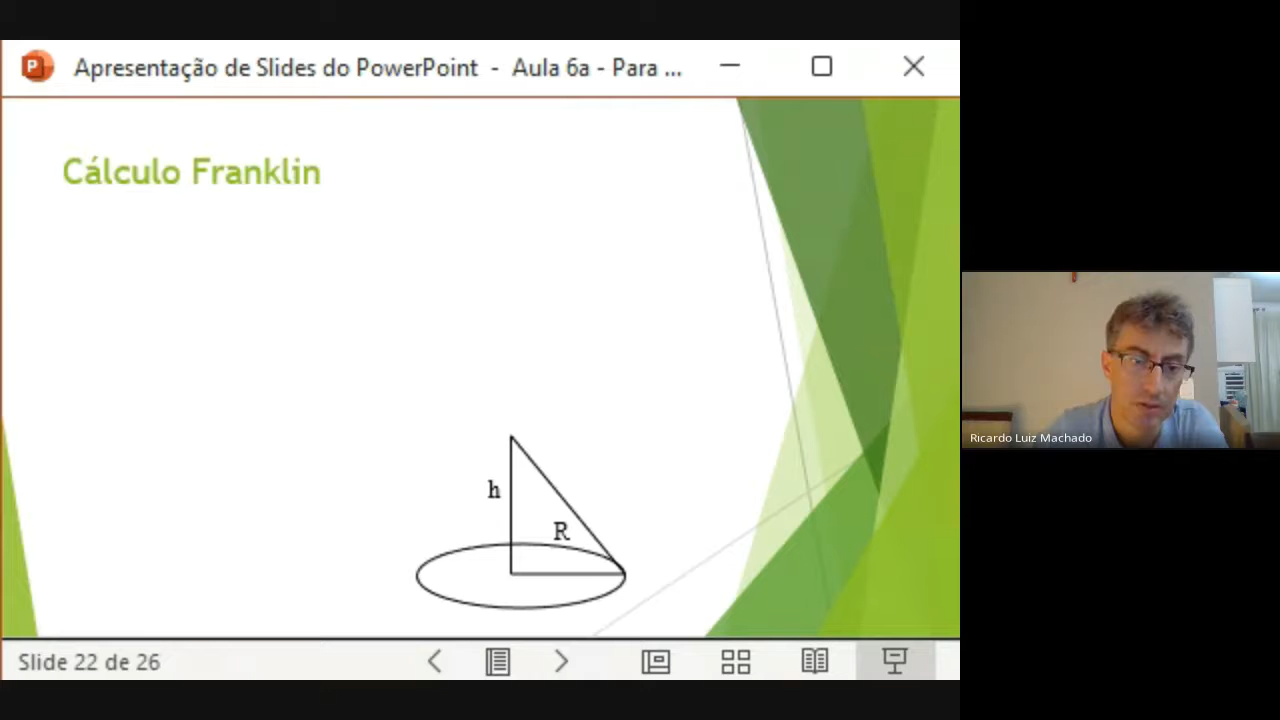 P
Apresentação de Slides do PowerPoint - Aula 6a - Para ...
Cálculo Franklin
h
R
Ricardo Luiz Machado
Slide 22 de 26